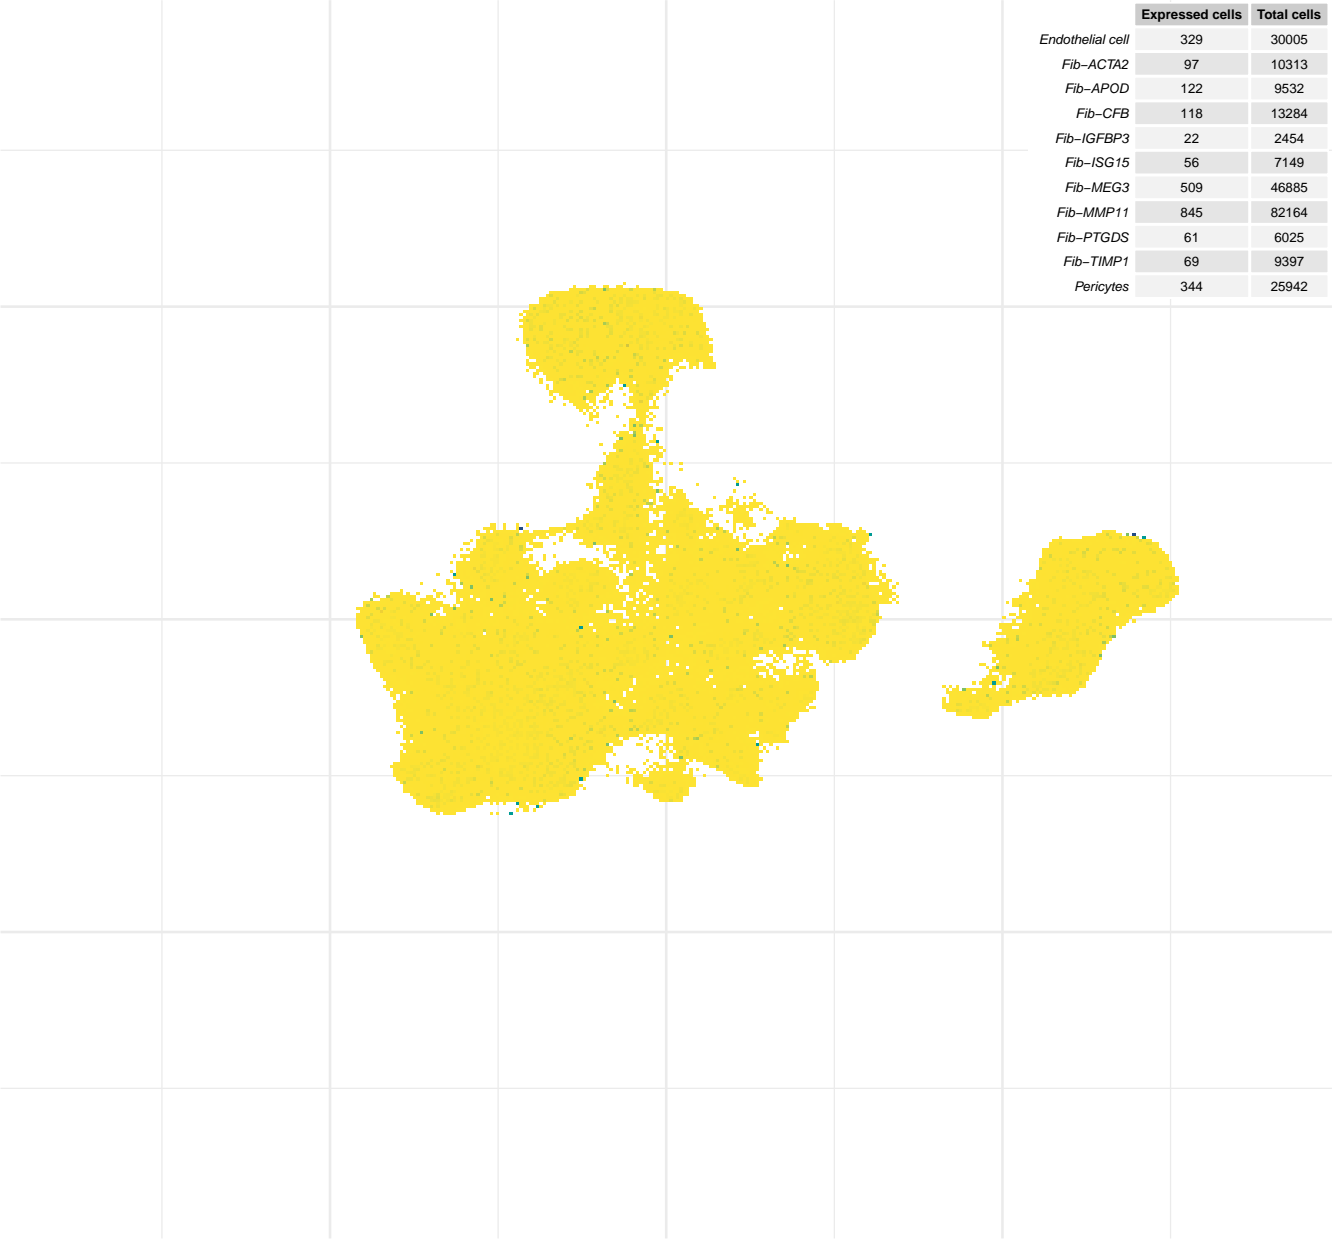 Expressed cells Total cells
Endothelial cell 329 30005
Fib−ACTA2 97 10313
Fib−APOD 122 9532
Fib−CFB 118 13284
Fib−IGFBP3 22 2454
Fib−ISG15 56 7149
Fib−MEG3 509 46885
Fib−MMP11 845 82164
Fib−PTGDS 61 6025
Fib−TIMP1 69 9397
Pericytes 344 25942